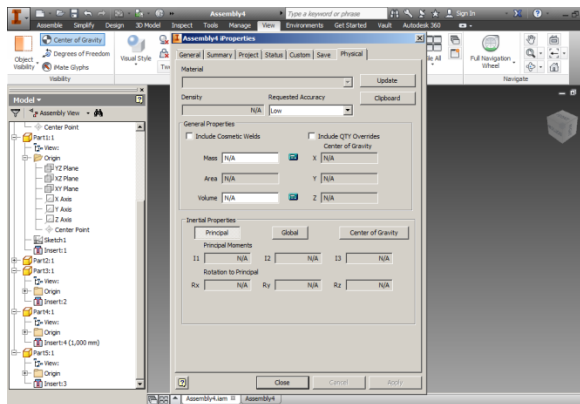 Assembly4
Type a keyword or phrase
Sign In
Assemble Simplify Design 3D Model Inspect Tools Manage View Environments Get Started Vault Autodesk 360
Center of Gravity
Degrees of Freedom
iMate Glyphs
Object Visibility
Visibility
Visual Style
Full Navigation Wheel
Navigate
Model
Assembly View
Center Point
Part1:1
View:
Origin
YZ Plane
XZ Plane
XY Plane
X Axis
Y Axis
Z Axis
Center Point
Sketch1
Insert:1
Part2:1
Part3:1
View:
Origin
Insert:2
Part4:1
View:
Origin
Insert:4 (1,000 mm)
Part5:1
View:
Origin
Insert:3
Assembly4 iProperties
General Summary Project Status Custom Save Physical
Material
Update
Density Requested Accuracy
Clipboard
N/A Low
General Properties
Include Cosmetic Welds Include QTY Overrides
Center of Gravity
Mass N/A X N/A
Area N/A Y N/A
Volume N/A Z N/A
Inertial Properties
Principal Global Center of Gravity
Principal Moments
I1 N/A I2 N/A I3 N/A
Rotation to Principal
Rx N/A Ry N/A Rz N/A
Close Cancel Apply
Assembly4.iam Assembly4